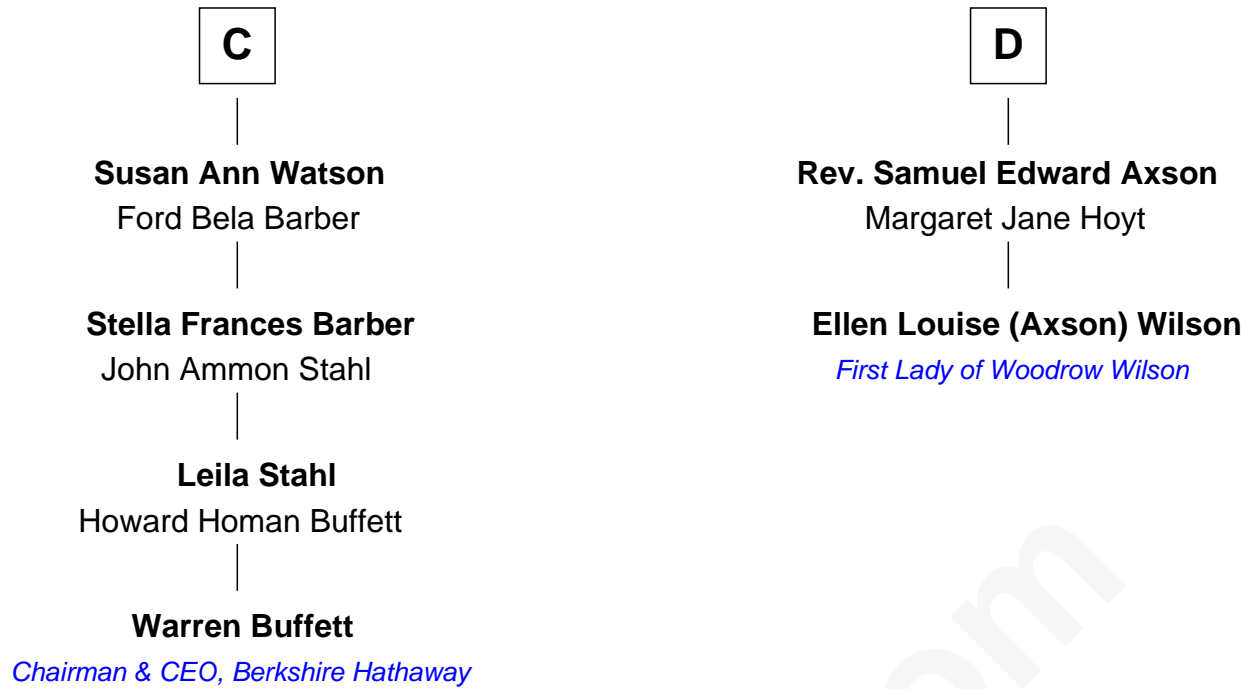 C
Susan Ann Watson
Ford Bela Barber
Stella Frances Barber
John Ammon Stahl
Leila Stahl
Howard Homan Buffett
Warren Buffett
Chairman & CEO, Berkshire Hathaway
D
Rev. Samuel Edward Axson
Margaret Jane Hoyt
Ellen Louise (Axson) Wilson
First Lady of Woodrow Wilson
om